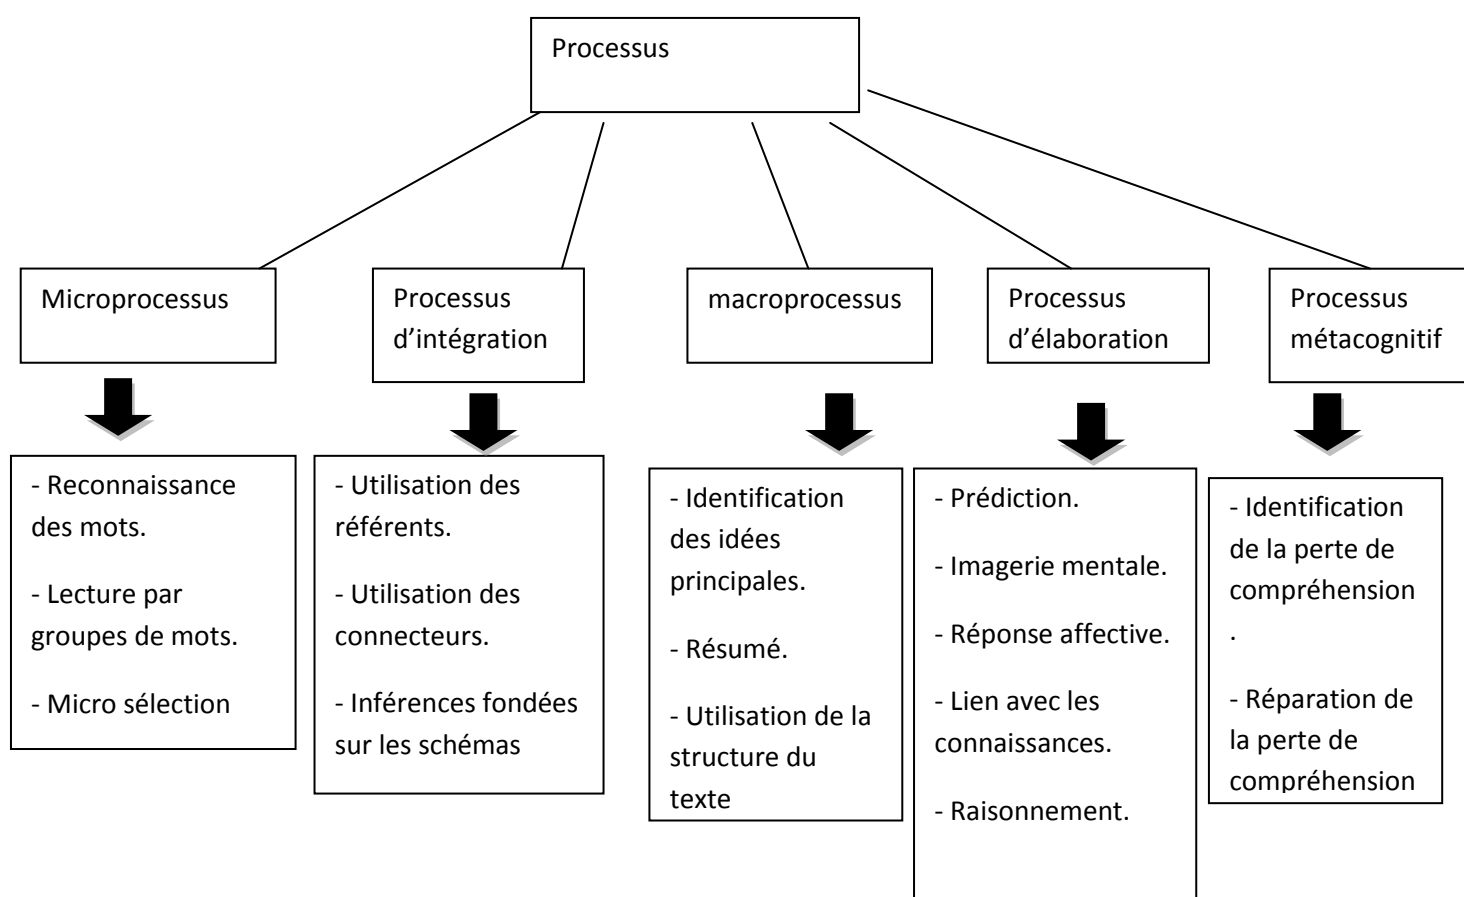 Processus
Microprocessus
Processus
d’intégration
macroprocessus
Processus
d’élaboration
Processus
métacognitif
- Reconnaissance
des mots.
- Lecture par
groupes de mots.
- Micro sélection
- Utilisation des
référents.
- Utilisation des
connecteurs.
- Inférences fondées
sur les schémas
- Identification
des idées
principales.
- Résumé.
- Utilisation de la
structure du
texte
- Prédiction.
- Imagerie mentale.
- Réponse affective.
- Lien avec les
connaissances.
- Raisonnement.
- Identification
de la perte de
compréhension
.
- Réparation de
la perte de
compréhension